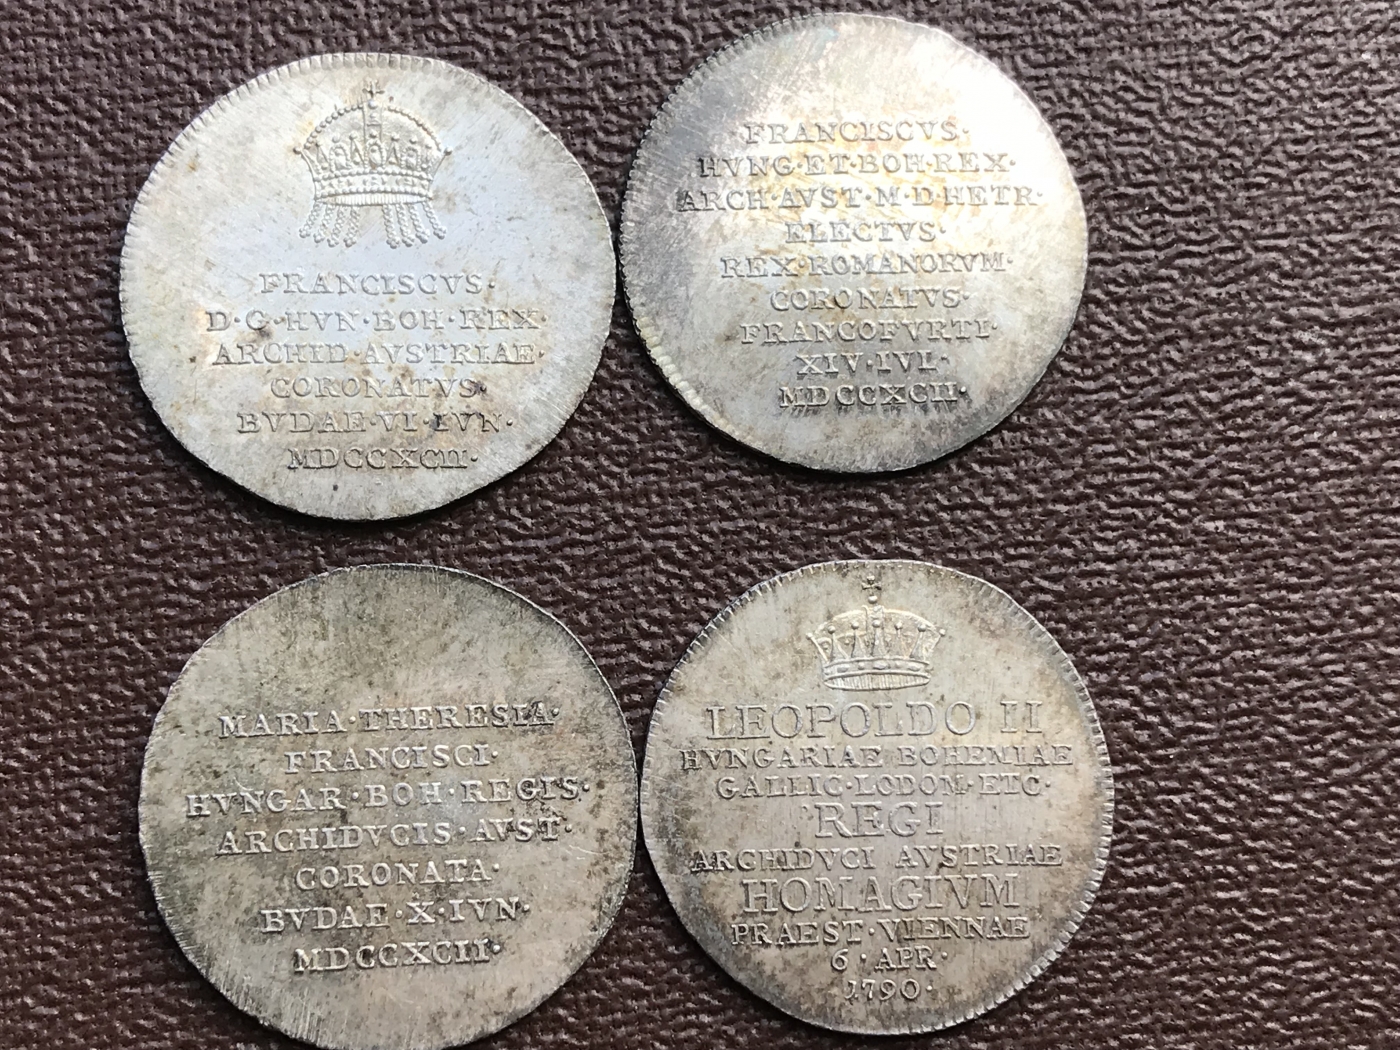 FRANCISCVS·
D·G·HVN·BOH·REX·
ARCHID·AVSTRIAE·
CORONATVS·
BVDAE·VI·IVN·
MDCCXCII·
FRANCISCVS·
HVNG·ET·BOH·REX·
ARCH·AVST·M·D·HETR·
ELECTVS·
REX·ROMANORVM·
CORONATVS·
FRANCOFVRTI·
XIV·IVL·
MDCCXCII·
MARIA·THERESIA·
FRANCISCI·
HVNGAR·BOH·REGIS·
ARCHIDVCIS·AVST·
CORONATA·
BVDAE·X·IVN·
MDCCXCII·
LEOPOLDO II
HVNGARIAE BOHEMIAE
GALLIC·LODOM·ETC·
REGI
ARCHIDVCI AVSTRIAE
HOMAGIVM
PRAEST·VIENNAE
6·APR·
1790·